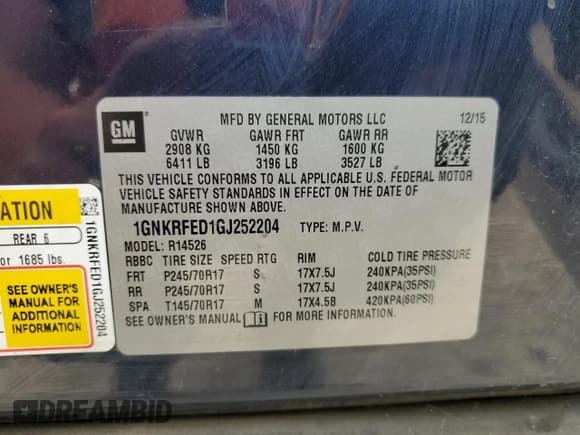 GM
MFD BY GENERAL MOTORS LLC 12/15
GVWR GAWR FRT GAWR RR
2908 KG 1450 KG 1600 KG
6411 LB 3196 LB 3527 LB
THIS VEHICLE CONFORMS TO ALL APPLICABLE U.S. FEDERAL MOTOR
VEHICLE SAFETY STANDARDS IN EFFECT ON THE DATE OF
MANUFACTURE SHOWN ABOVE.
1GNKRFED1GJ252204 TYPE: M.P.V.
MODEL: R14526
RBBC TIRE SIZE SPEED RTG RIM COLD TIRE PRESSURE
FRT P245/70R17 S 17X7.5J 240KPA(35PSI)
RR P245/70R17 S 17X7.5J 240KPA(35PSI)
SPA T145/70R17 M 17X4.5B 420KPA(60PSI)
SEE OWNER'S MANUAL FOR MORE INFORMATION.
ATION
REAR 6
or 1685 lbs.
SEE OWNER'S
MANUAL FOR
ADDITIONAL
INFORMATION
1GNKRFED1GJ252204
DREAMBID